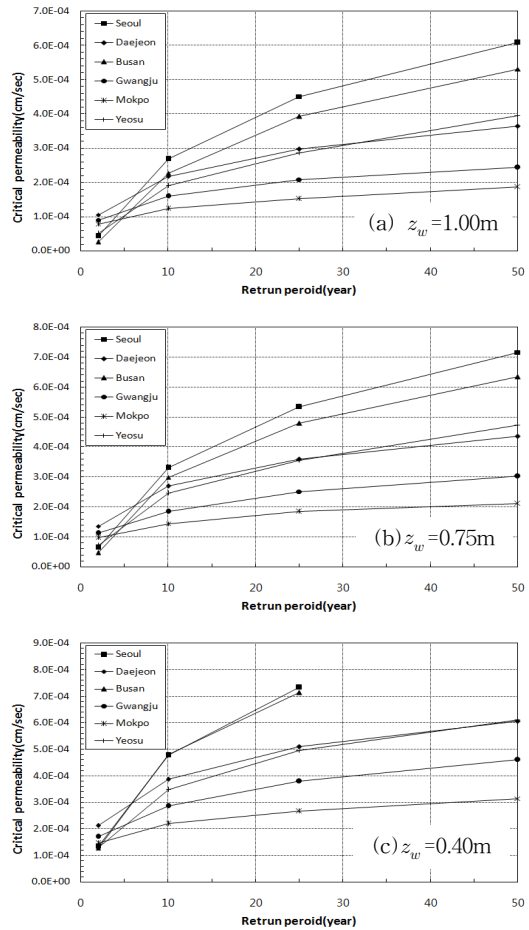 7.0E-04
6.0E-04
5.0E-04
4.0E-04
3.0E-04
2.0E-04
1.0E-04
0.0E+00
Critical permeability(cm/sec)
Seoul
Daejeon
Busan
Gwangju
Mokpo
Yeosu
(a) z_w =1.00m
0 10 20 30 40 50
Retrun peroid(year)
8.0E-04
7.0E-04
6.0E-04
5.0E-04
4.0E-04
3.0E-04
2.0E-04
1.0E-04
0.0E+00
Critical permeability(cm/sec)
Seoul
Daejeon
Busan
Gwangju
Mokpo
Yeosu
(b) z_w =0.75m
0 10 20 30 40 50
Retrun peroid(year)
9.0E-04
8.0E-04
7.0E-04
6.0E-04
5.0E-04
4.0E-04
3.0E-04
2.0E-04
1.0E-04
0.0E+00
Critical permeability(cm/sec)
Seoul
Daejeon
Busan
Gwangju
Mokpo
Yeosu
(c) z_w =0.40m
0 10 20 30 40 50
Retrun peroid(year)